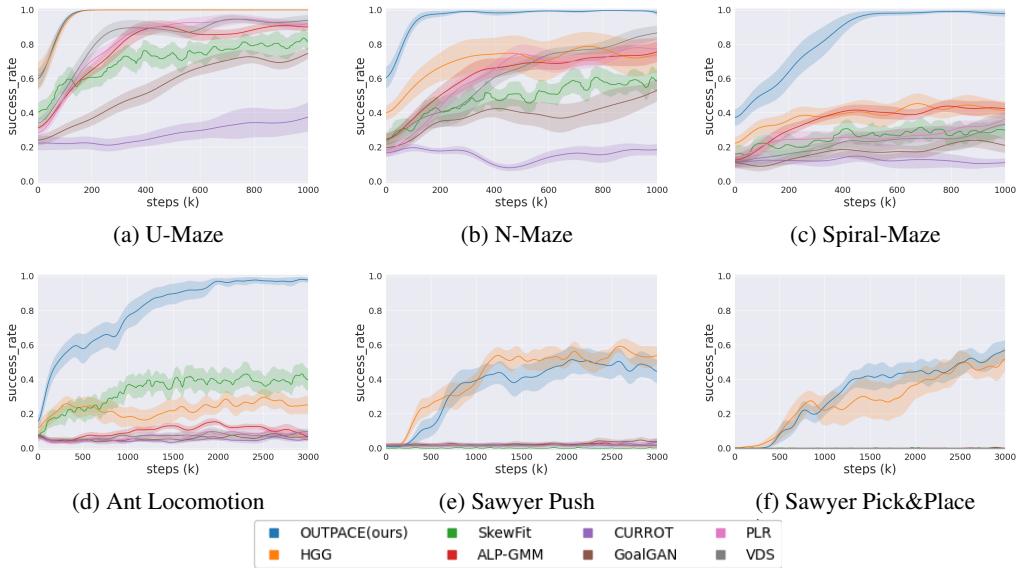 1.0 1.0 1.0
0.8 0.8 0.8
success_rate success_rate success_rate
0.6 0.6 0.6
0.4 0.4 0.4
0.2 0.2 0.2
0.0 0.0 0.0
0 200 400 600 800 1000 0 200 400 600 800 1000 0 200 400 600 800 1000
steps (k) steps (k) steps (k)
(a) U-Maze (b) N-Maze (c) Spiral-Maze
1.0 1.0 1.0
0.8 0.8 0.8
success_rate success_rate success_rate
0.6 0.6 0.6
0.4 0.4 0.4
0.2 0.2 0.2
0.0 0.0 0.0
0 500 1000 1500 2000 2500 3000 0 500 1000 1500 2000 2500 3000 0 500 1000 1500 2000 2500 3000
steps (k) steps (k) steps (k)
(d) Ant Locomotion (e) Sawyer Push (f) Sawyer Pick&Place
OUTPACE(ours) SkewFit CURROT PLR
HGG ALP-GMM GoalGAN VDS